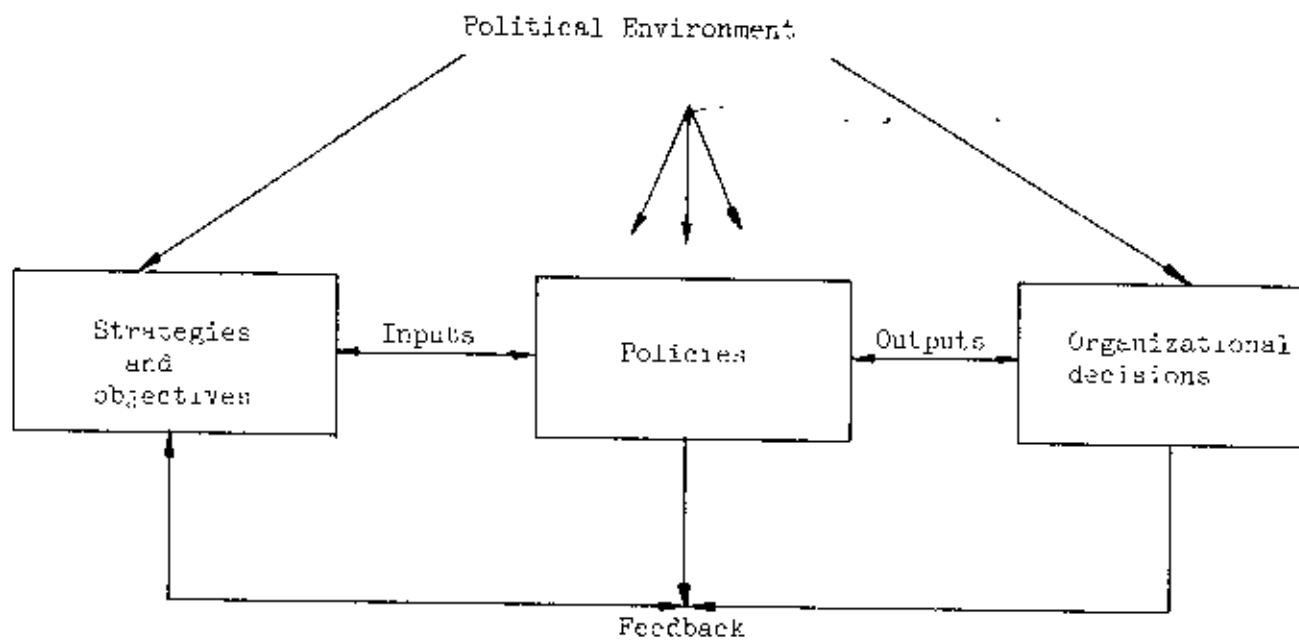 Political Environment
Strategies
and
objectives
Inputs
Policies
Outputs
Organizational
decisions
Feedback